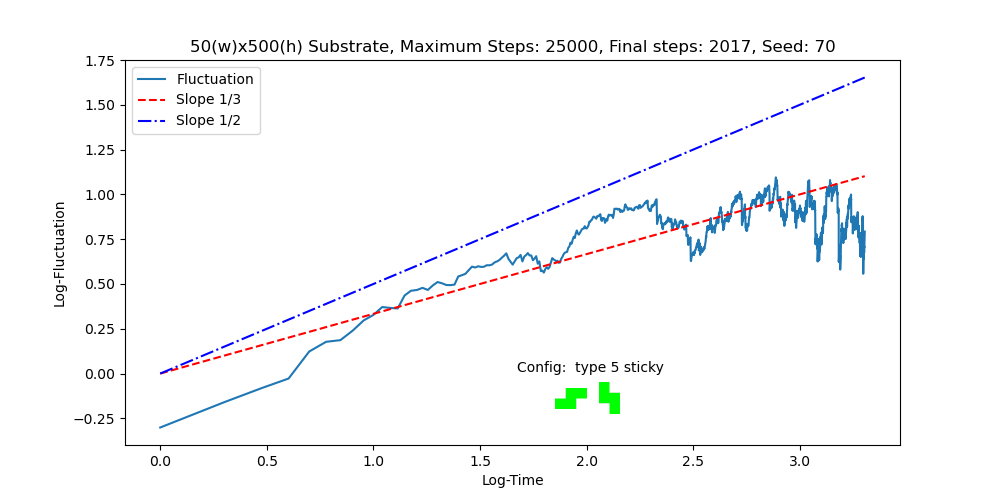 50(w)x500(h) Substrate, Maximum Steps: 25000, Final steps: 2017, Seed: 70
Fluctuation
Slope 1/3
Slope 1/2
1.75
1.50
1.25
1.00
0.75
0.50
0.25
0.00
−0.25
Log-Fluctuation
Config:  type 5 sticky
0.0 0.5 1.0 1.5 2.0 2.5 3.0
Log-Time